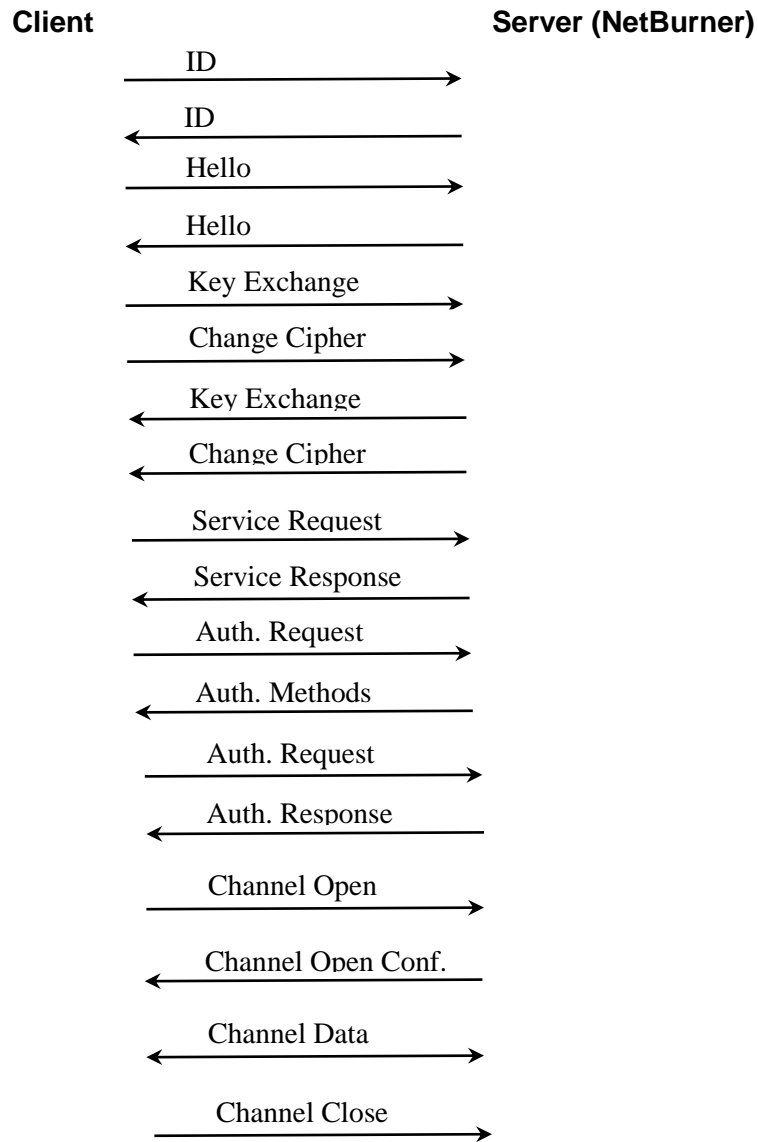 Client Server (NetBurner)
ID
ID
Hello
Hello
Key Exchange
Change Cipher
Key Exchange
Change Cipher
Service Request
Service Response
Auth. Request
Auth. Methods
Auth. Request
Auth. Response
Channel Open
Channel Open Conf.
Channel Data
Channel Close